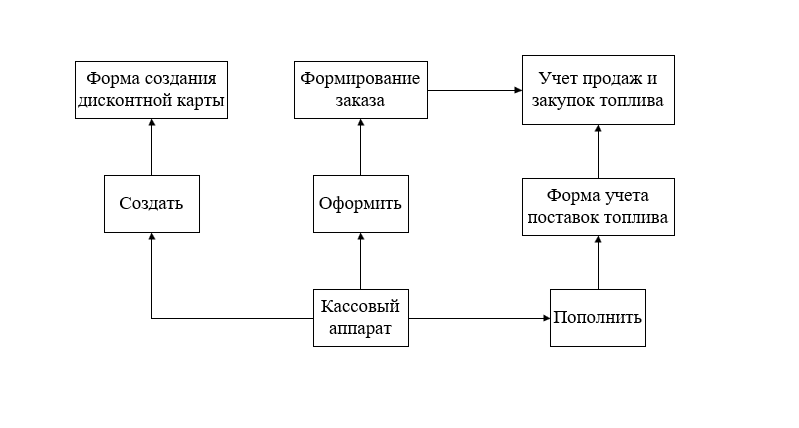 Форма создания
дисконтной карты
Формирование
заказа
Учет продаж и
закупок топлива
Создать
Оформить
Форма учета
поставок топлива
Кассовый
аппарат
Пополнить